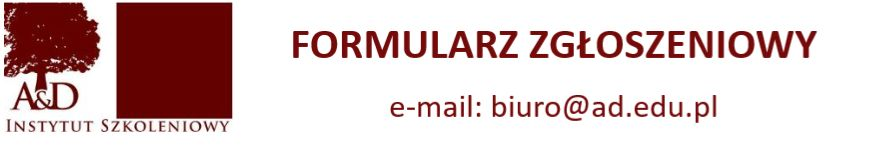 A&D
INSTYTUT SZKOLENIOWY
FORMULARZ ZGŁOSZENIOWY
e-mail: biuro@ad.edu.pl